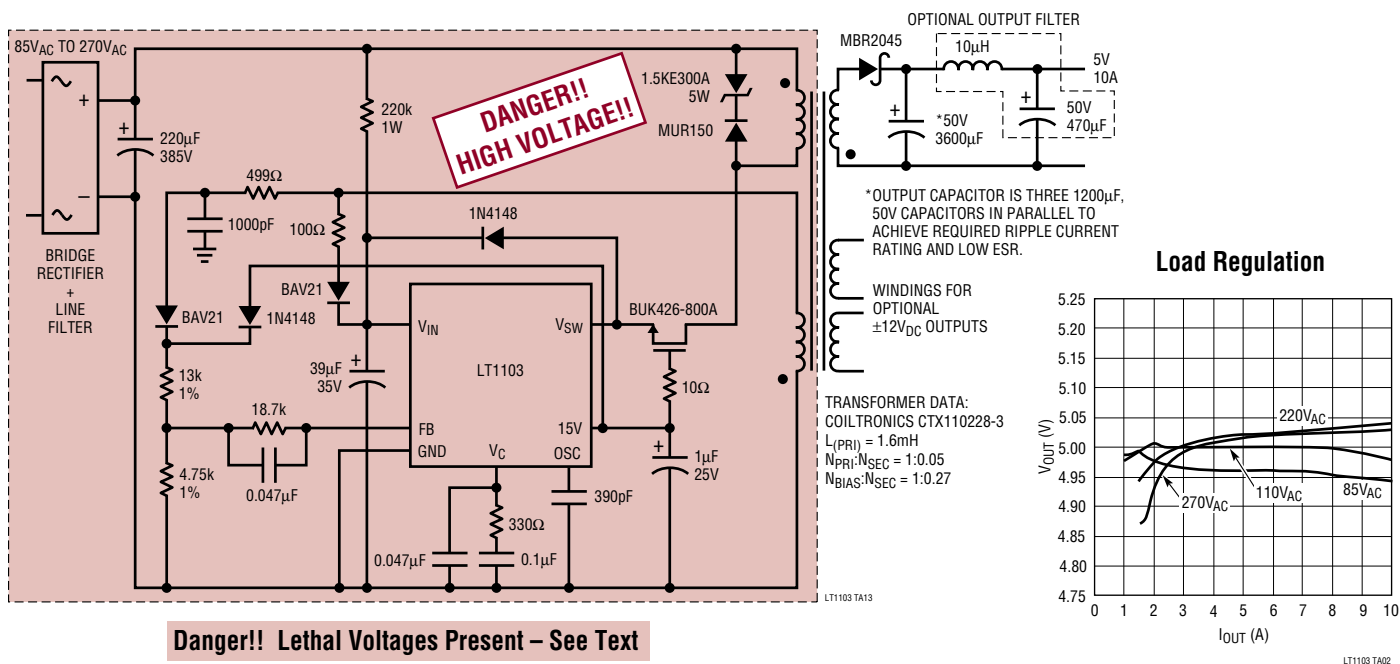 85VAC TO 270VAC
+
–
BRIDGE
RECTIFIER
+
LINE
FILTER
+
220µF
385V
220k
1W
DANGER!!
HIGH VOLTAGE!!
1.5KE300A
5W
MUR150
MBR2045
OPTIONAL OUTPUT FILTER
10µH
5V
10A
+
*50V
3600µF
+
50V
470µF
*OUTPUT CAPACITOR IS THREE 1200µF,
50V CAPACITORS IN PARALLEL TO
ACHIEVE REQUIRED RIPPLE CURRENT
RATING AND LOW ESR.
WINDINGS FOR
OPTIONAL
±12VDC OUTPUTS
TRANSFORMER DATA:
COILTRONICS CTX110228-3
L(PRI) = 1.6mH
NPRI:NSEC = 1:0.05
NBIAS:NSEC = 1:0.27
499Ω
1000pF
100Ω
1N4148
BAV21
1N4148
BAV21
BUK426-800A
VIN
VSW
LT1103
FB
GND
VC
OSC
15V
+
39µF
35V
10Ω
13k
1%
18.7k
0.047µF
4.75k
1%
+
1µF
25V
390pF
330Ω
0.047µF
0.1µF
LT1103 TA13
Danger!! Lethal Voltages Present – See Text
Load Regulation
VOUT (V)
5.25
5.20
5.15
5.10
5.05
5.00
4.95
4.90
4.85
4.80
4.75
220VAC
110VAC
85VAC
270VAC
0 1 2 3 4 5 6 7 8 9 10
IOUT (A)
LT1103 TA02